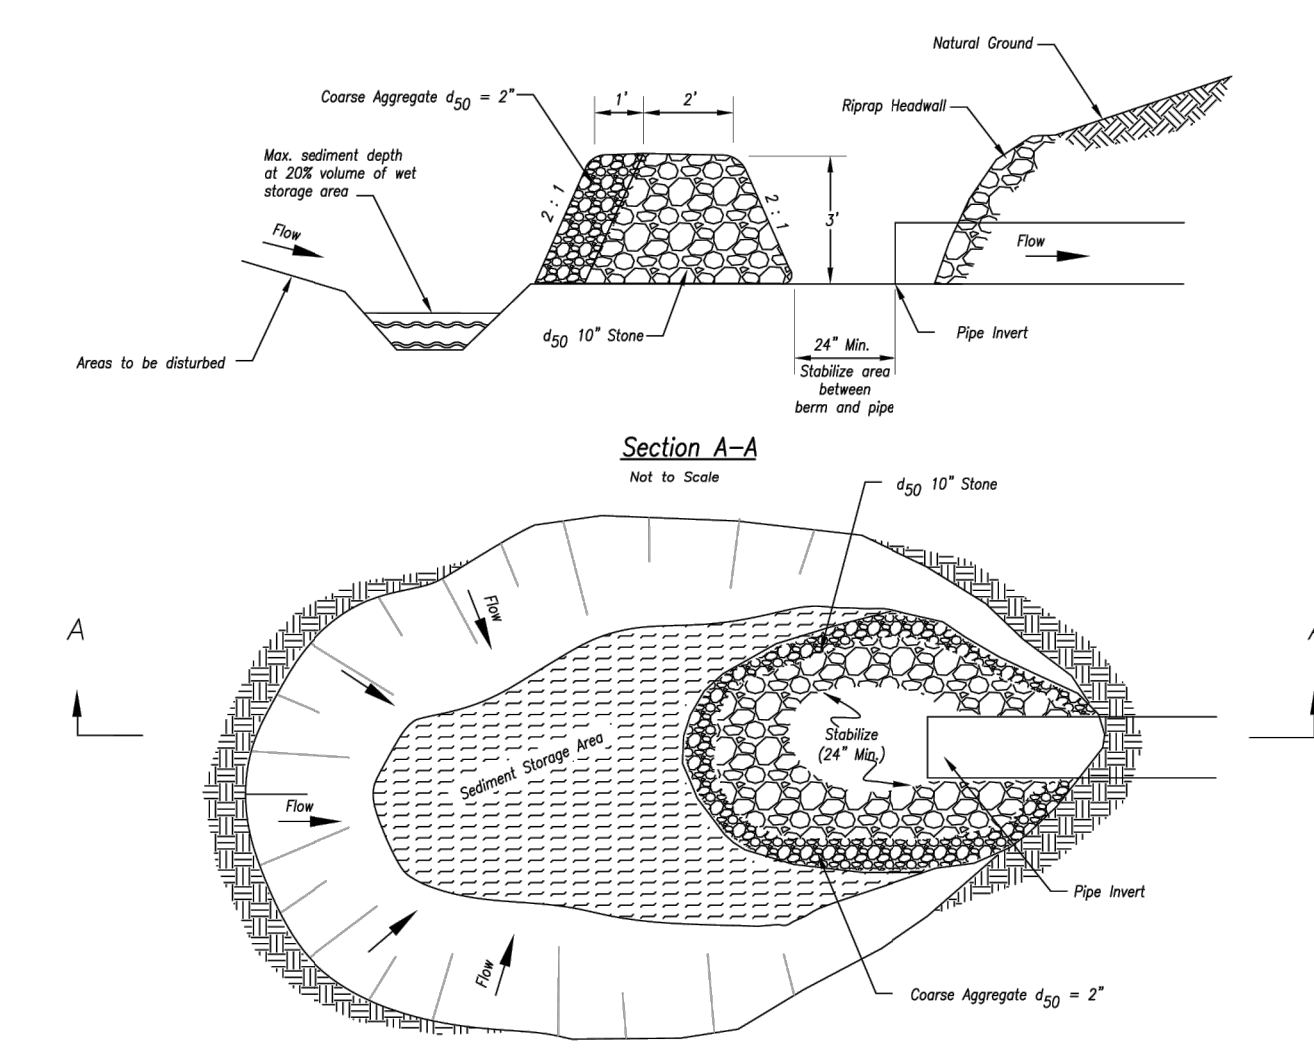 Natural Ground
Coarse Aggregate d50 = 2"
1'
2'
Riprap Headwall
Max. sediment depth
at 20% volume of wet
storage area
2 : 1
2 : 1
3'
Flow
Flow
d50 10" Stone
Pipe Invert
24" Min.
Areas to be disturbed
Stabilize area
between
berm and pipe
Section A-A
Not to Scale
d50 10" Stone
Flow
A
A
Stabilize
(24" Min.)
Sediment Storage Area
Flow
Pipe Invert
Flow
Coarse Aggregate d50 = 2"